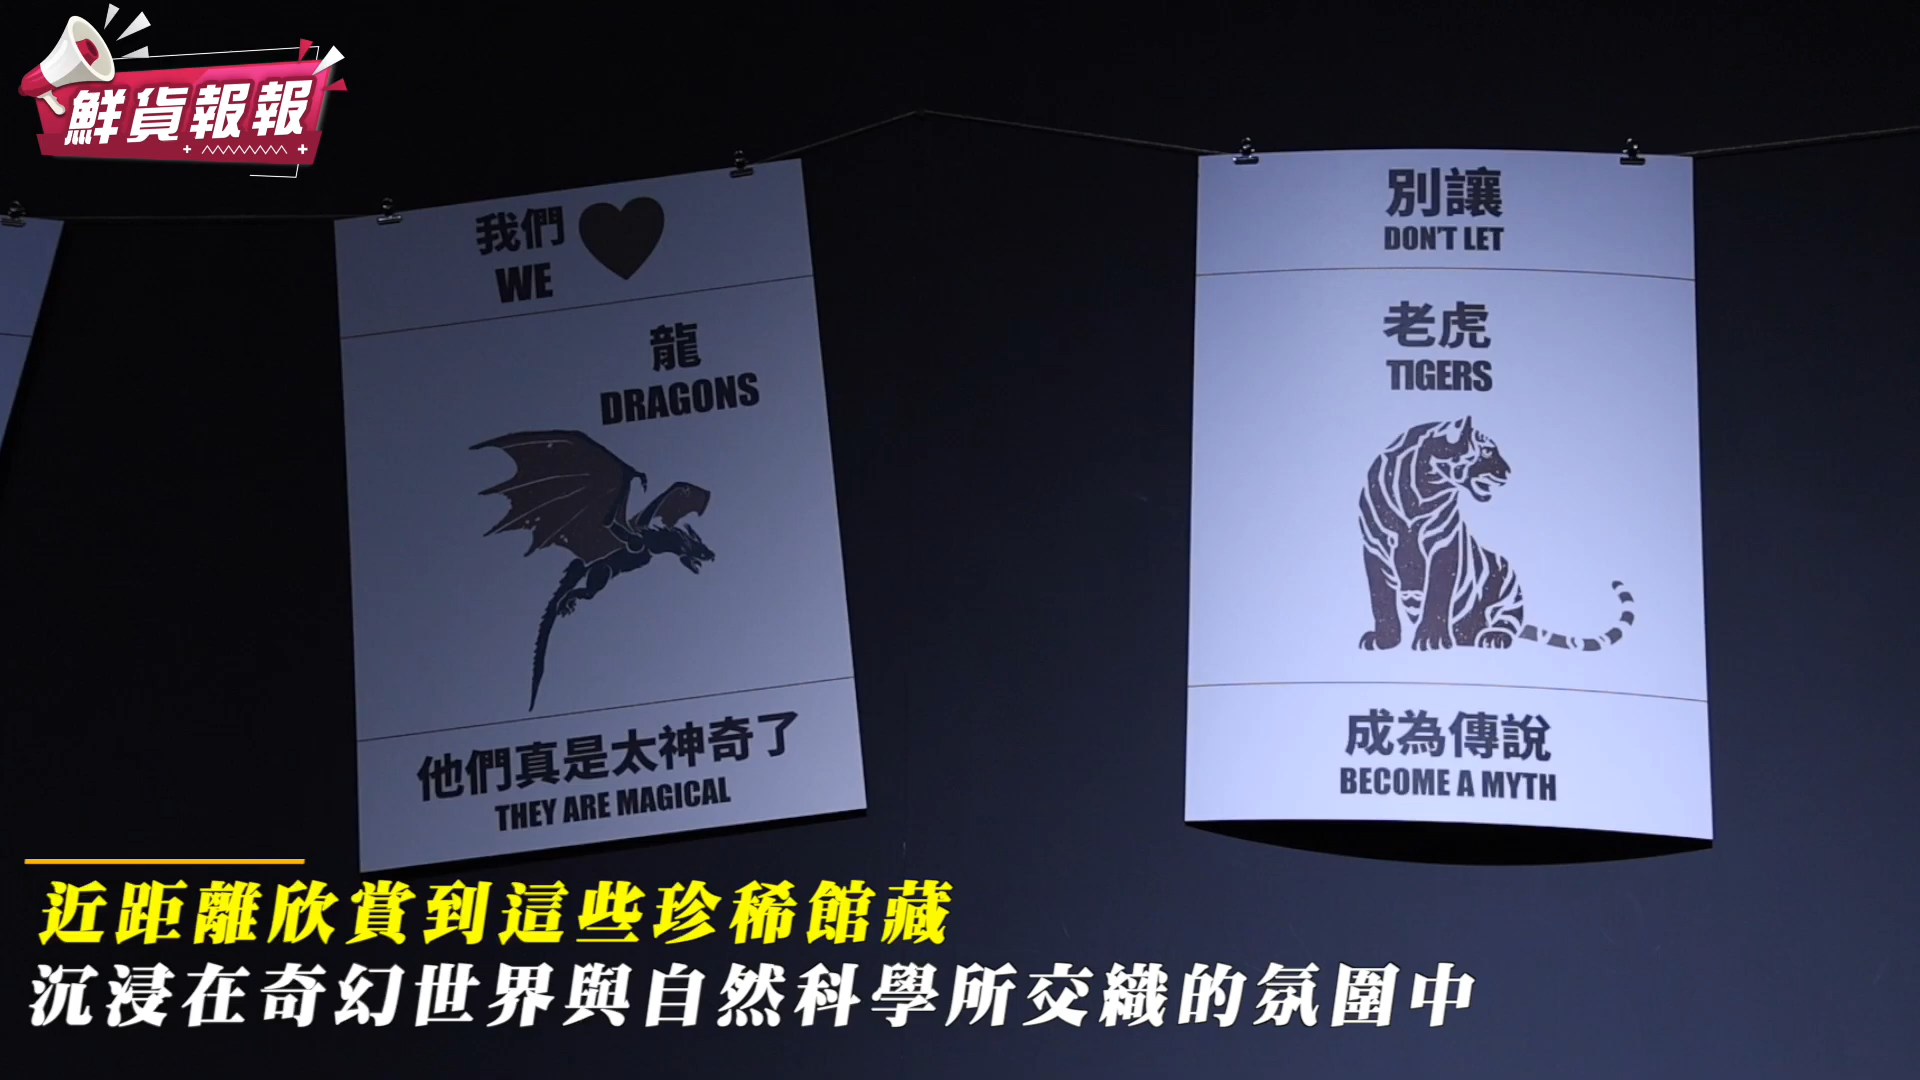 鮮貨報報
我們
WE
龍
DRAGONS
他們真是太神奇了
THEY ARE MAGICAL
別讓
DON'T LET
老虎
TIGERS
成為傳說
BECOME A MYTH
近距離欣賞到這些珍稀館藏
沉浸在奇幻世界與自然科學所交織的氛圍中